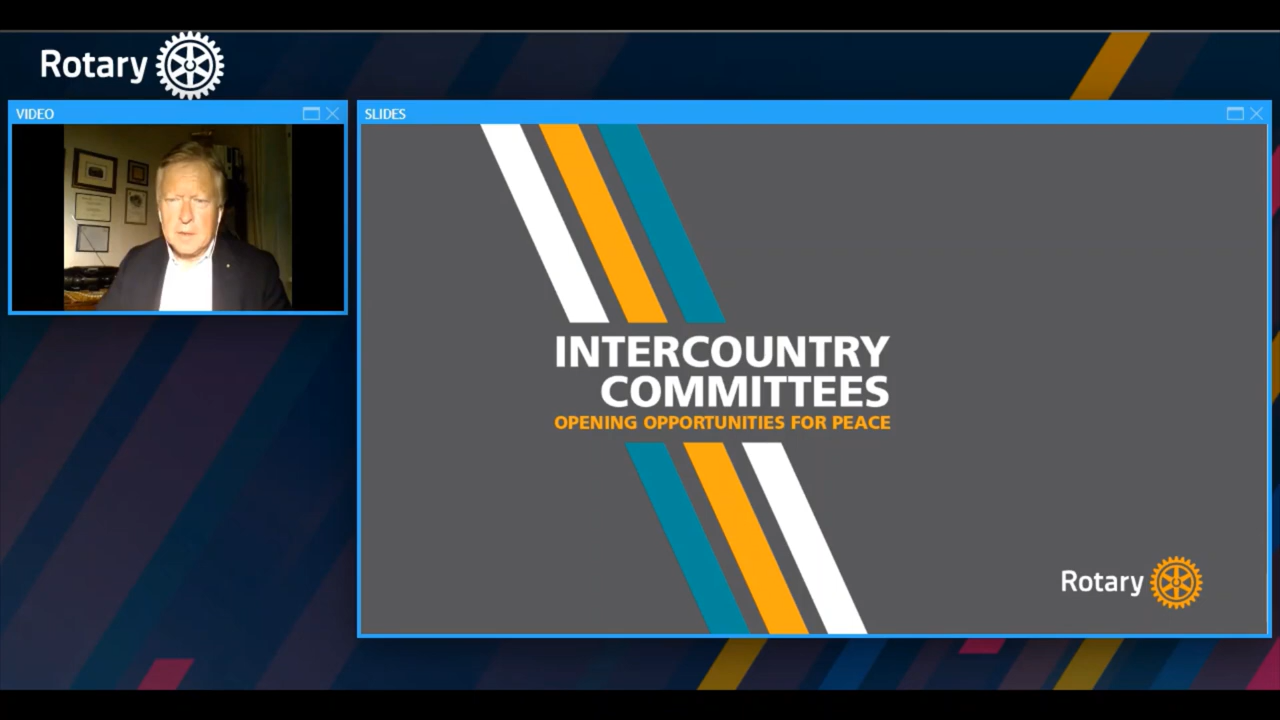 Rotary
VIDEO
SLIDES
INTERCOUNTRY
COMMITTEES
OPENING OPPORTUNITIES FOR PEACE
Rotary